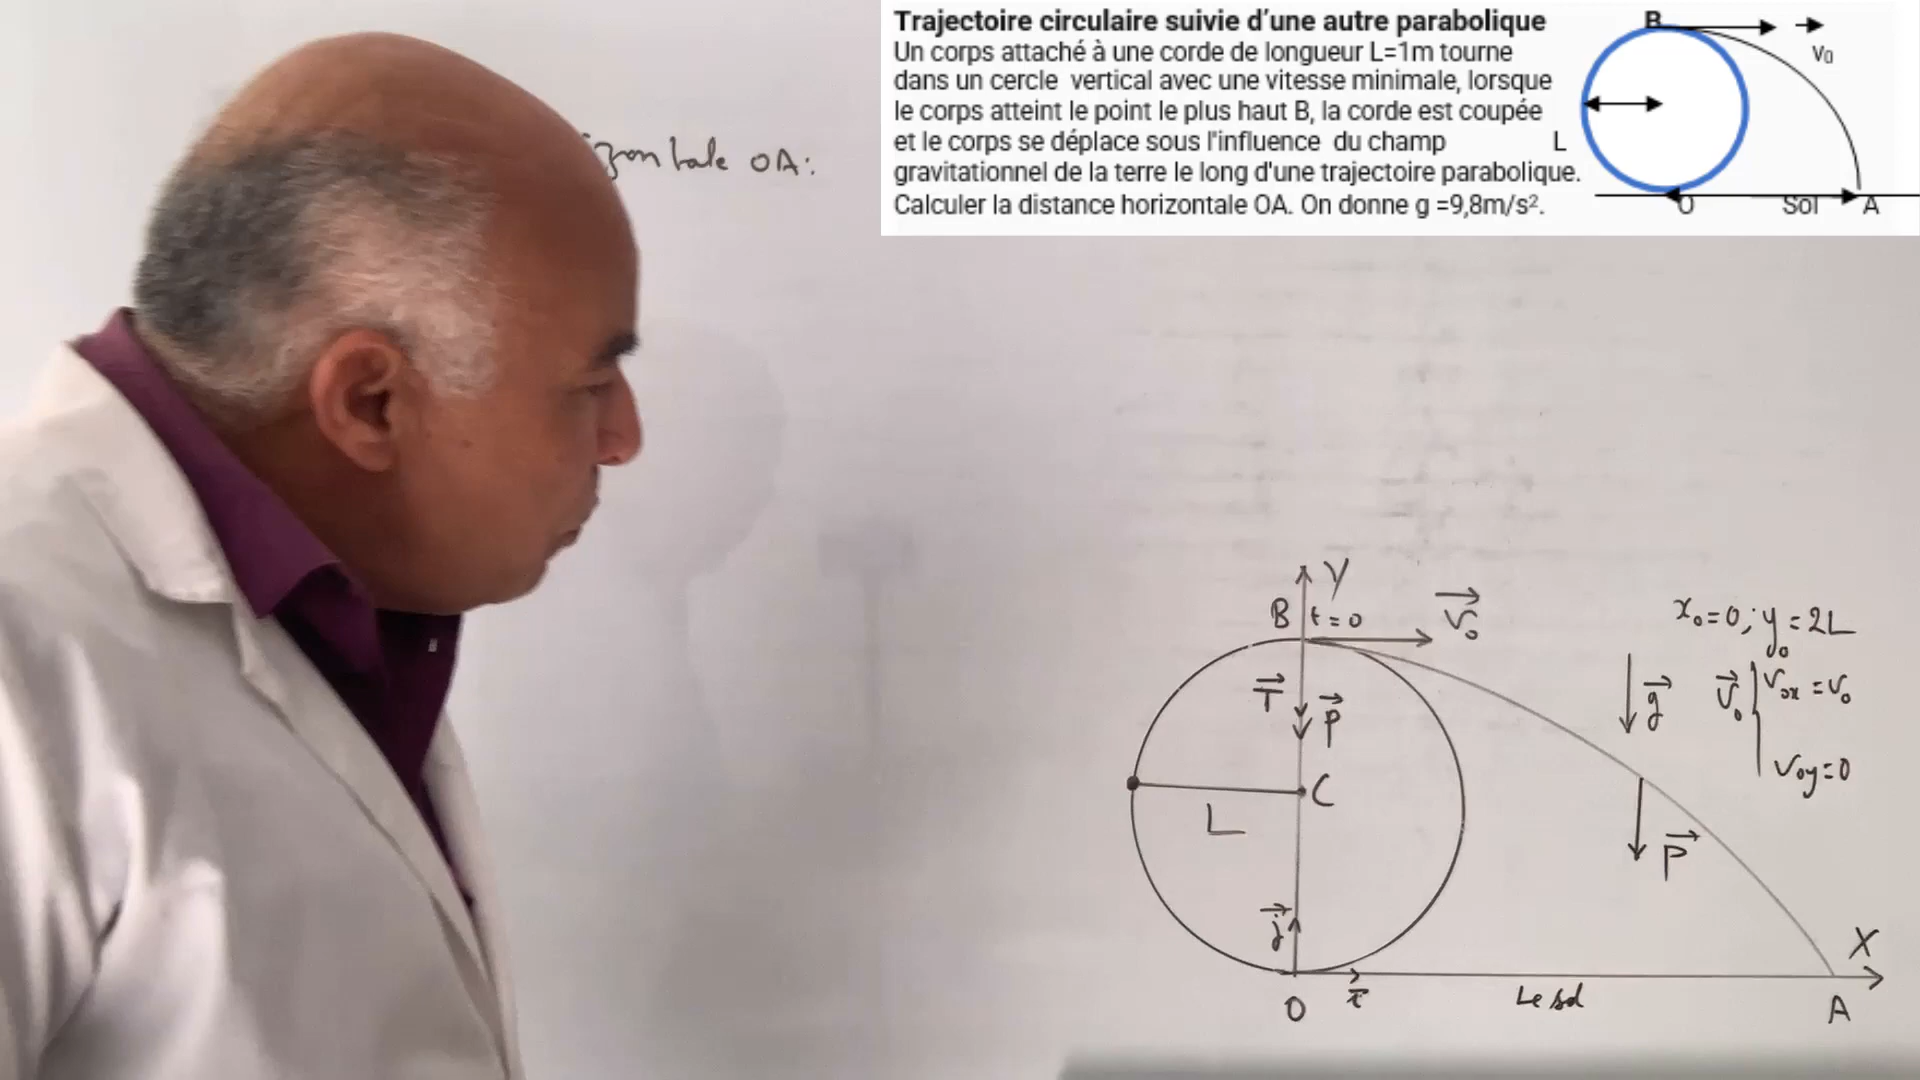 Trajectoire circulaire suivie d’une autre parabolique
Un corps attaché à une corde de longueur L=1m tourne
dans un cercle vertical avec une vitesse minimale, lorsque
le corps atteint le point le plus haut B, la corde est coupée
et le corps se déplace sous l'influence du champ
gravitationnel de la terre le long d'une trajectoire parabolique.
Calculer la distance horizontale OA. On donne g =9,8m/s².
B
V₀
L
O
Sol
A
izontale OA:
Y
B
t=0
V₀
x₀=0; y₀=2L
T
P
g
V₀
V₀x = V₀
V₀y=0
C
L
P
j
X
O
i
Le sol
A